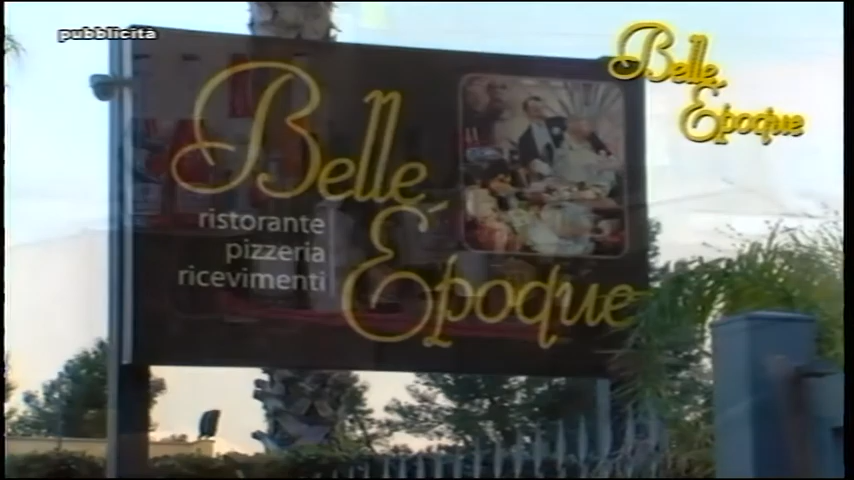 pubblicità
Belle
Époque
Belle
Époque
ristorante
pizzeria
ricevimenti